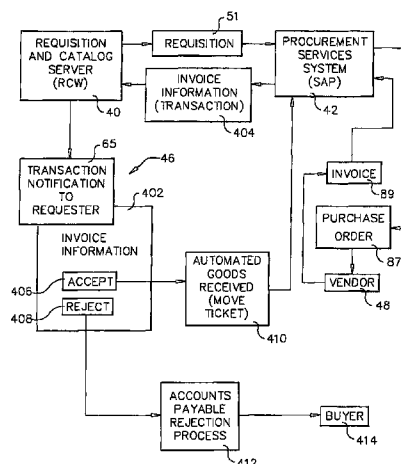 51
REQUISITION
AND CATALOG
SERVER
(RCW)
40
REQUISITION
PROCUREMENT
SERVICES
SYSTEM
(SAP)
42
INVOICE
INFORMATION
(TRANSACTION)
404
65
46
TRANSACTION
NOTIFICATION
TO
REQUESTER
402
INVOICE
89
PURCHASE
ORDER
87
VENDOR
48
INVOICE
INFORMATION
406
ACCEPT
408
REJECT
AUTOMATED
GOODS
RECEIVED
(MOVE
TICKET)
410
ACCOUNTS
PAYABLE
REJECTION
PROCESS
412
BUYER
414